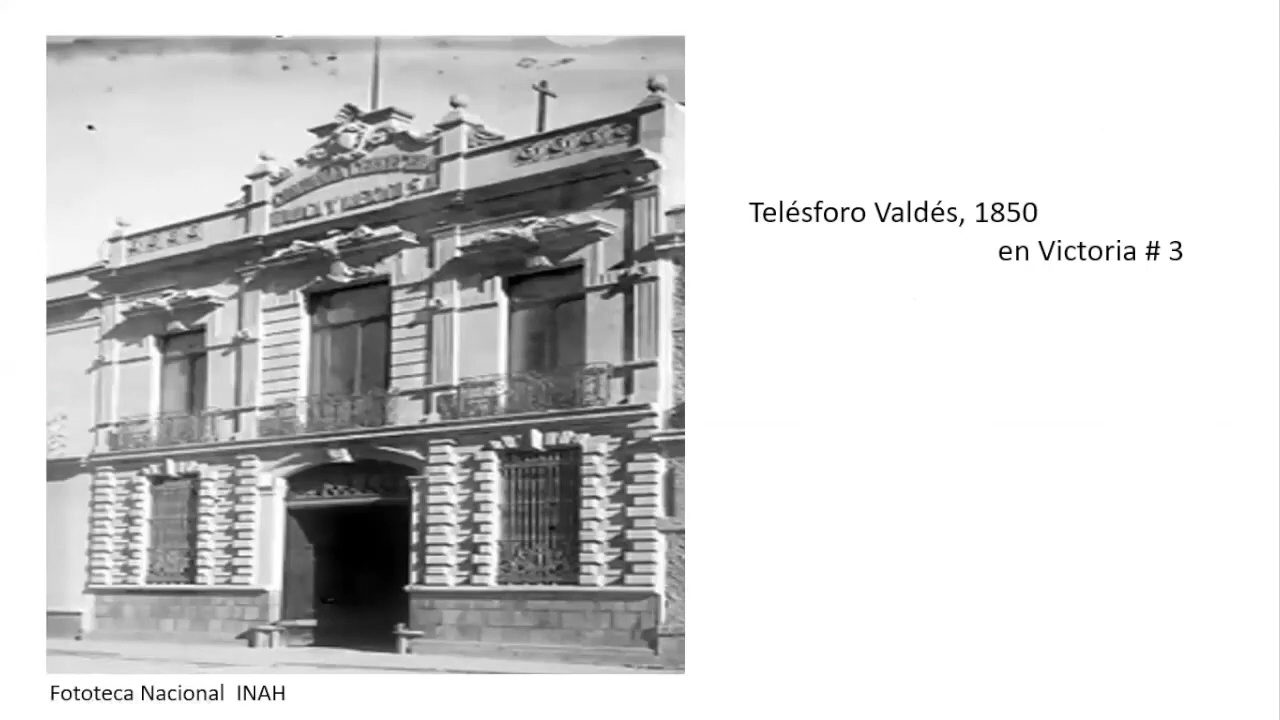 Telésforo Valdés, 1850
en Victoria # 3
Fototeca Nacional INAH